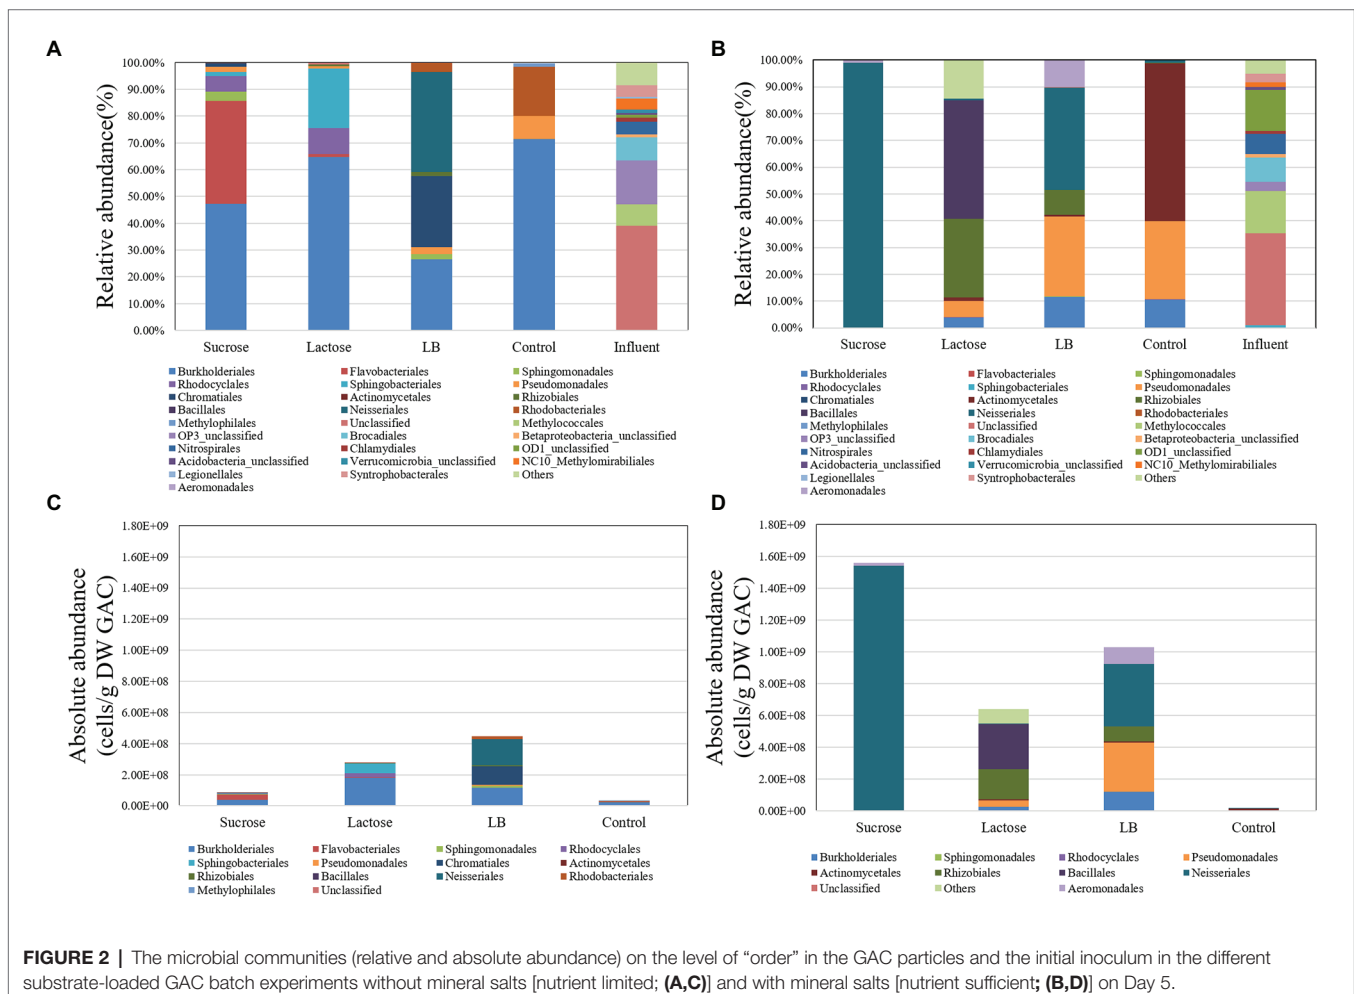 A
Relative abundance(%)
100.00%
90.00%
80.00%
70.00%
60.00%
50.00%
40.00%
30.00%
20.00%
10.00%
0.00%
Sucrose Lactose LB Control Influent
Burkholderiales Flavobacteriales Sphingomonadales
Rhodocyclales Sphingobacteriales Pseudomonadales
Chromatiales Actinomycetales Rhizobiales
Bacillales Neisseriales Rhodobacteriales
Methylophilales Unclassified Methylococcales
OP3_unclassified Brocadiales Betaproteobacteria_unclassified
Nitrospirales Chlamydiales OD1_unclassified
Acidobacteria_unclassified Verrucomicrobia_unclassified NC10_Methylomirabiliales
Legionellales Syntrophobacterales Others
Aeromonadales
B
Relative abundance(%)
100.00%
90.00%
80.00%
70.00%
60.00%
50.00%
40.00%
30.00%
20.00%
10.00%
0.00%
Sucrose Lactose LB Control Influent
Burkholderiales Flavobacteriales Sphingomonadales
Rhodocyclales Sphingobacteriales Pseudomonadales
Chromatiales Actinomycetales Rhizobiales
Bacillales Neisseriales Rhodobacteriales
Methylophilales Unclassified Methylococcales
OP3_unclassified Brocadiales Betaproteobacteria_unclassified
Nitrospirales Chlamydiales OD1_unclassified
Acidobacteria_unclassified Verrucomicrobia_unclassified NC10_Methylomirabiliales
Legionellales Syntrophobacterales Others
Aeromonadales
C
Absolute abundance
(cells/g DW GAC)
1.80E+09
1.60E+09
1.40E+09
1.20E+09
1.00E+09
8.00E+08
6.00E+08
4.00E+08
2.00E+08
0.00E+00
Sucrose Lactose LB Control
Burkholderiales Flavobacteriales Sphingomonadales Rhodocyclales
Sphingobacteriales Pseudomonadales Chromatiales Actinomycetales
Rhizobiales Bacillales Neisseriales Rhodobacteriales
Methylophilales Unclassified
D
Absolute abundance
(cells/g DW GAC)
1.80E+09
1.60E+09
1.40E+09
1.20E+09
1.00E+09
8.00E+08
6.00E+08
4.00E+08
2.00E+08
0.00E+00
Sucrose Lactose LB Control
Burkholderiales Sphingomonadales Rhodocyclales Pseudomonadales
Actinomycetales Rhizobiales Bacillales Neisseriales
Unclassified Others Aeromonadales
FIGURE 2 | The microbial communities (relative and absolute abundance) on the level of “order” in the GAC particles and the initial inoculum in the different
substrate-loaded GAC batch experiments without mineral salts [nutrient limited; (A,C)] and with mineral salts [nutrient sufficient; (B,D)] on Day 5.